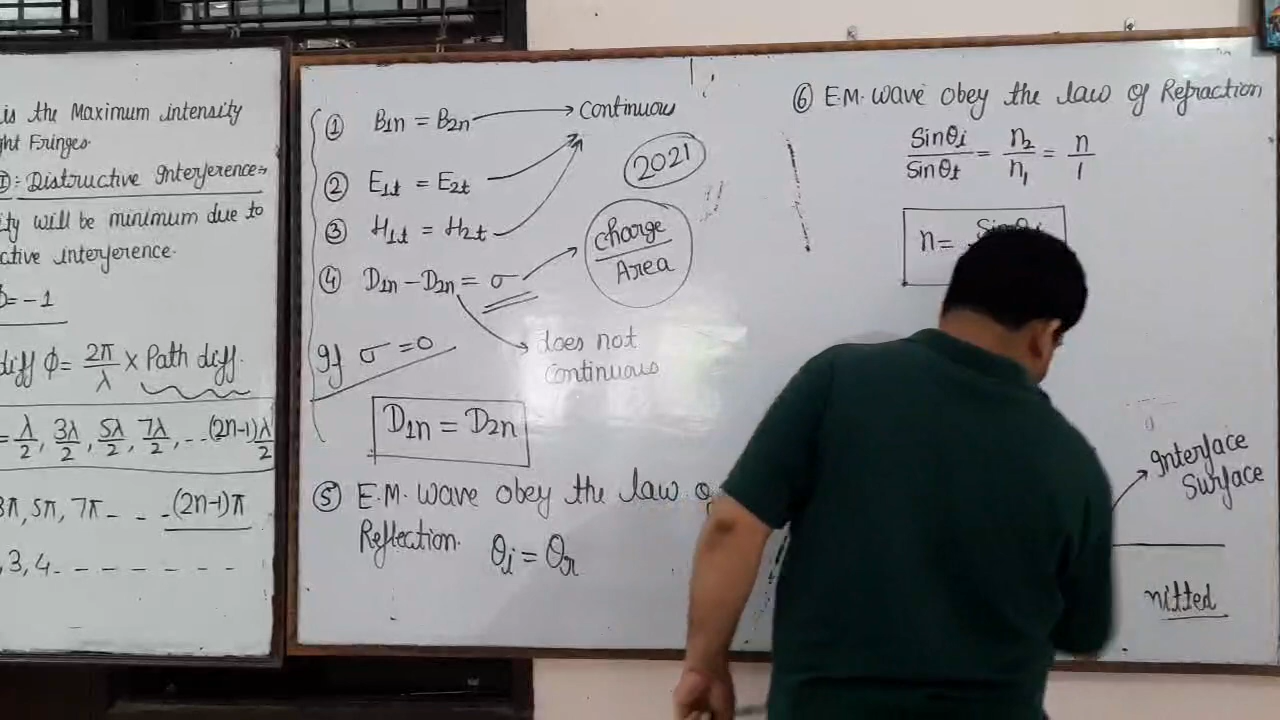 is the Maximum intensity
Fringes.
Distructive Interference⇒
will be minimum due to
interference.
= -1
diff ϕ = 2π/λ × Path diff.
= λ/2, 3λ/2, 5λ/2, 7λ/2, ... (2n-1)λ/2
3π, 5π, 7π - - - (2n-1)π
, 3, 4 - - - - - - -
① B1n = B2n → Continuous
② E1t = E2t
2021
③ H1t = H2t
④ D1n - D2n = σ → Charge/Area
does not
continuous
If σ = 0
D1n = D2n
⑤ E.M. wave obey the law
Reflection. θi = θr
⑥ E.M. wave obey the law of Refraction
Sinθi/Sinθt = n2/n1 = n/1
n =
Interface
Surface
nitted